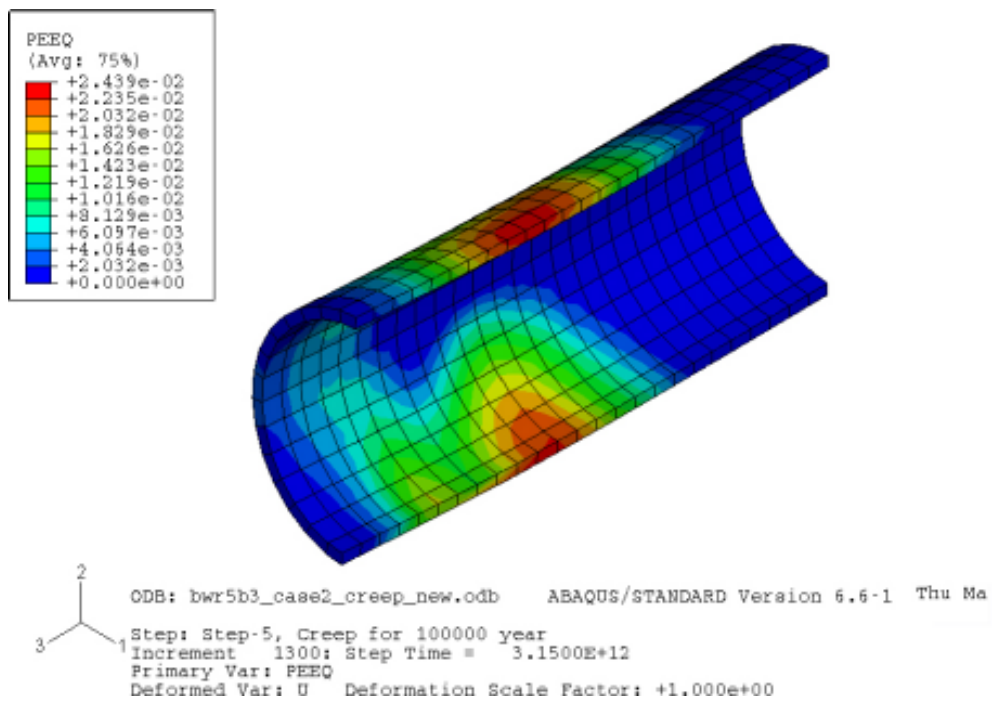 PEEQ
(Avg: 75%)
+2.439e-02
+2.235e-02
+2.032e-02
+1.829e-02
+1.626e-02
+1.423e-02
+1.219e-02
+1.016e-02
+8.129e-03
+6.097e-03
+4.064e-03
+2.032e-03
+0.000e+00
2
3
1
ODB: bwr5b3_case2_creep_new.odb ABAQUS/STANDARD Version 6.6-1 Thu Ma
Step: Step-5, Creep for 100000 year
Increment 1300: Step Time = 3.1500E+12
Primary Var: PEEQ
Deformed Var: U Deformation Scale Factor: +1.000e+00